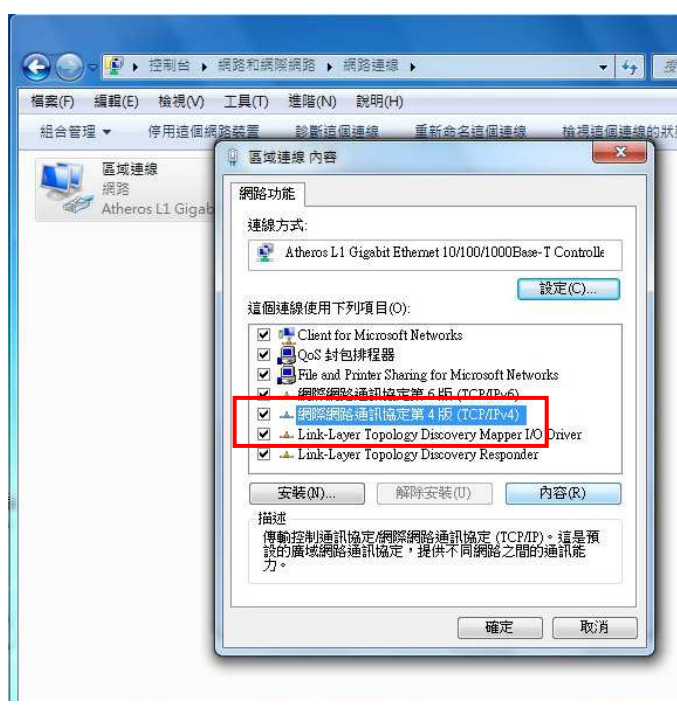 控制台 ▸ 網路和網際網路 ▸ 網路連線 ▸
檔案(F) 編輯(E) 檢視(V) 工具(T) 進階(N) 說明(H)
組合管理 ▼ 停用這個網路裝置 診斷這個連線 重新命名這個連線 檢視這個連線的狀
區域連線
網路
Atheros L1 Gigab
區域連線 內容
網路功能
連線方式:
Atheros L1 Gigabit Ethernet 10/100/1000Base-T Controlle
設定(C)...
這個連線使用下列項目(O):
Client for Microsoft Networks
QoS 封包排程器
File and Printer Sharing for Microsoft Networks
網際網路通訊協定第 6 版 (TCP/IPv6)
網際網路通訊協定第 4 版 (TCP/IPv4)
Link-Layer Topology Discovery Mapper I/O Driver
Link-Layer Topology Discovery Responder
安裝(N)... 解除安裝(U) 內容(R)
描述
傳輸控制通訊協定/網際網路通訊協定 (TCP/IP)。這是預
設的廣域網路通訊協定，提供不同網路之間的通訊能
力。
確定 取消